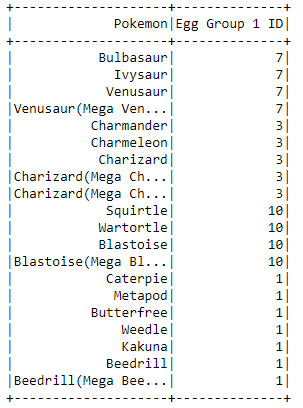 +--------------------+--------------+
|             Pokemon|Egg Group 1 ID|
+--------------------+--------------+
|           Bulbasaur|             7|
|             Ivysaur|             7|
|            Venusaur|             7|
|Venusaur(Mega Ven...|             7|
|          Charmander|             3|
|          Charmeleon|             3|
|           Charizard|             3|
|Charizard(Mega Ch...|             3|
|Charizard(Mega Ch...|             3|
|            Squirtle|            10|
|           Wartortle|            10|
|           Blastoise|            10|
|Blastoise(Mega Bl...|            10|
|            Caterpie|             1|
|             Metapod|             1|
|          Butterfree|             1|
|              Weedle|             1|
|              Kakuna|             1|
|            Beedrill|             1|
|Beedrill(Mega Bee...|             1|
+--------------------+--------------+